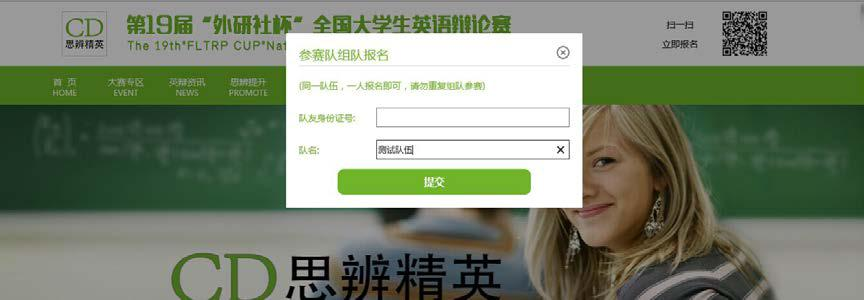 CD
思辨精英
第19届“外研社杯”全国大学生英语辩论赛
The 19th"FLTRP CUP"Nat
扫一扫
立即报名
首 页
HOME
大赛专区
EVENT
英辩资讯
NEWS
思辨提升
PROMOTE
参赛队组队报名
(同一队伍，一人报名即可，请勿重复组队参赛)
队友身份证号:
队名:
测试队伍
提交
CD思辨精英